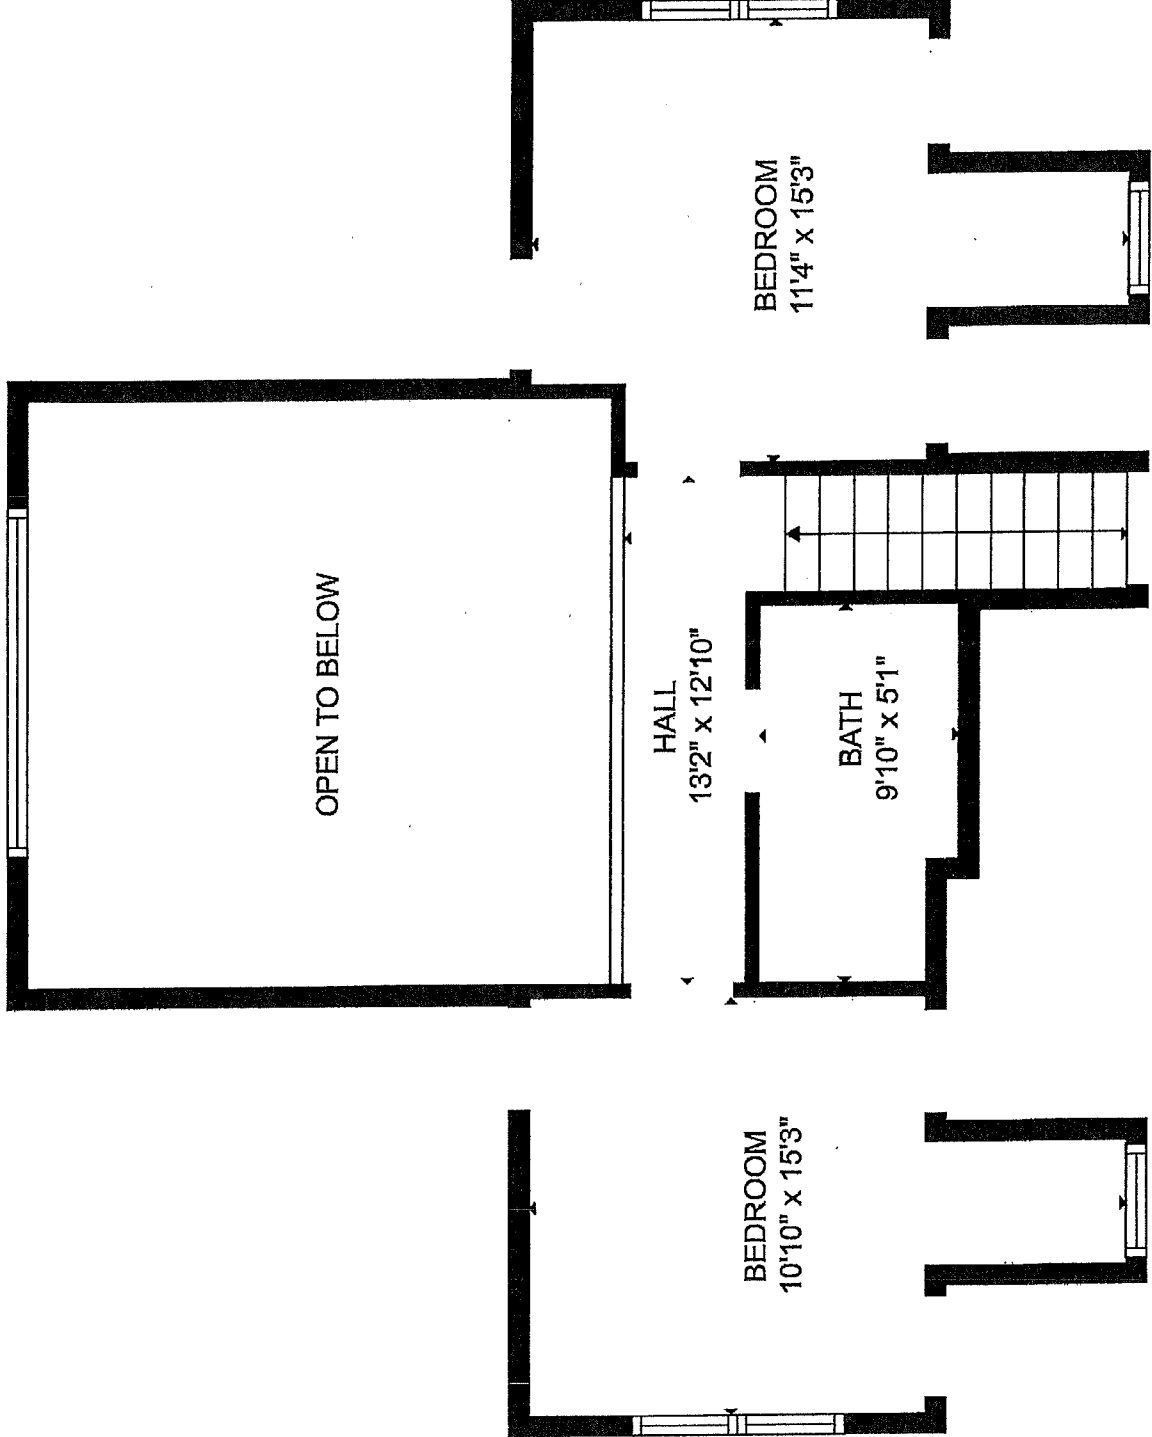 OPEN TO BELOW
BEDROOM
10'10" x 15'3"
HALL
13'2" x 12'10"
BATH
9'10" x 5'1"
BEDROOM
11'4" x 15'3"